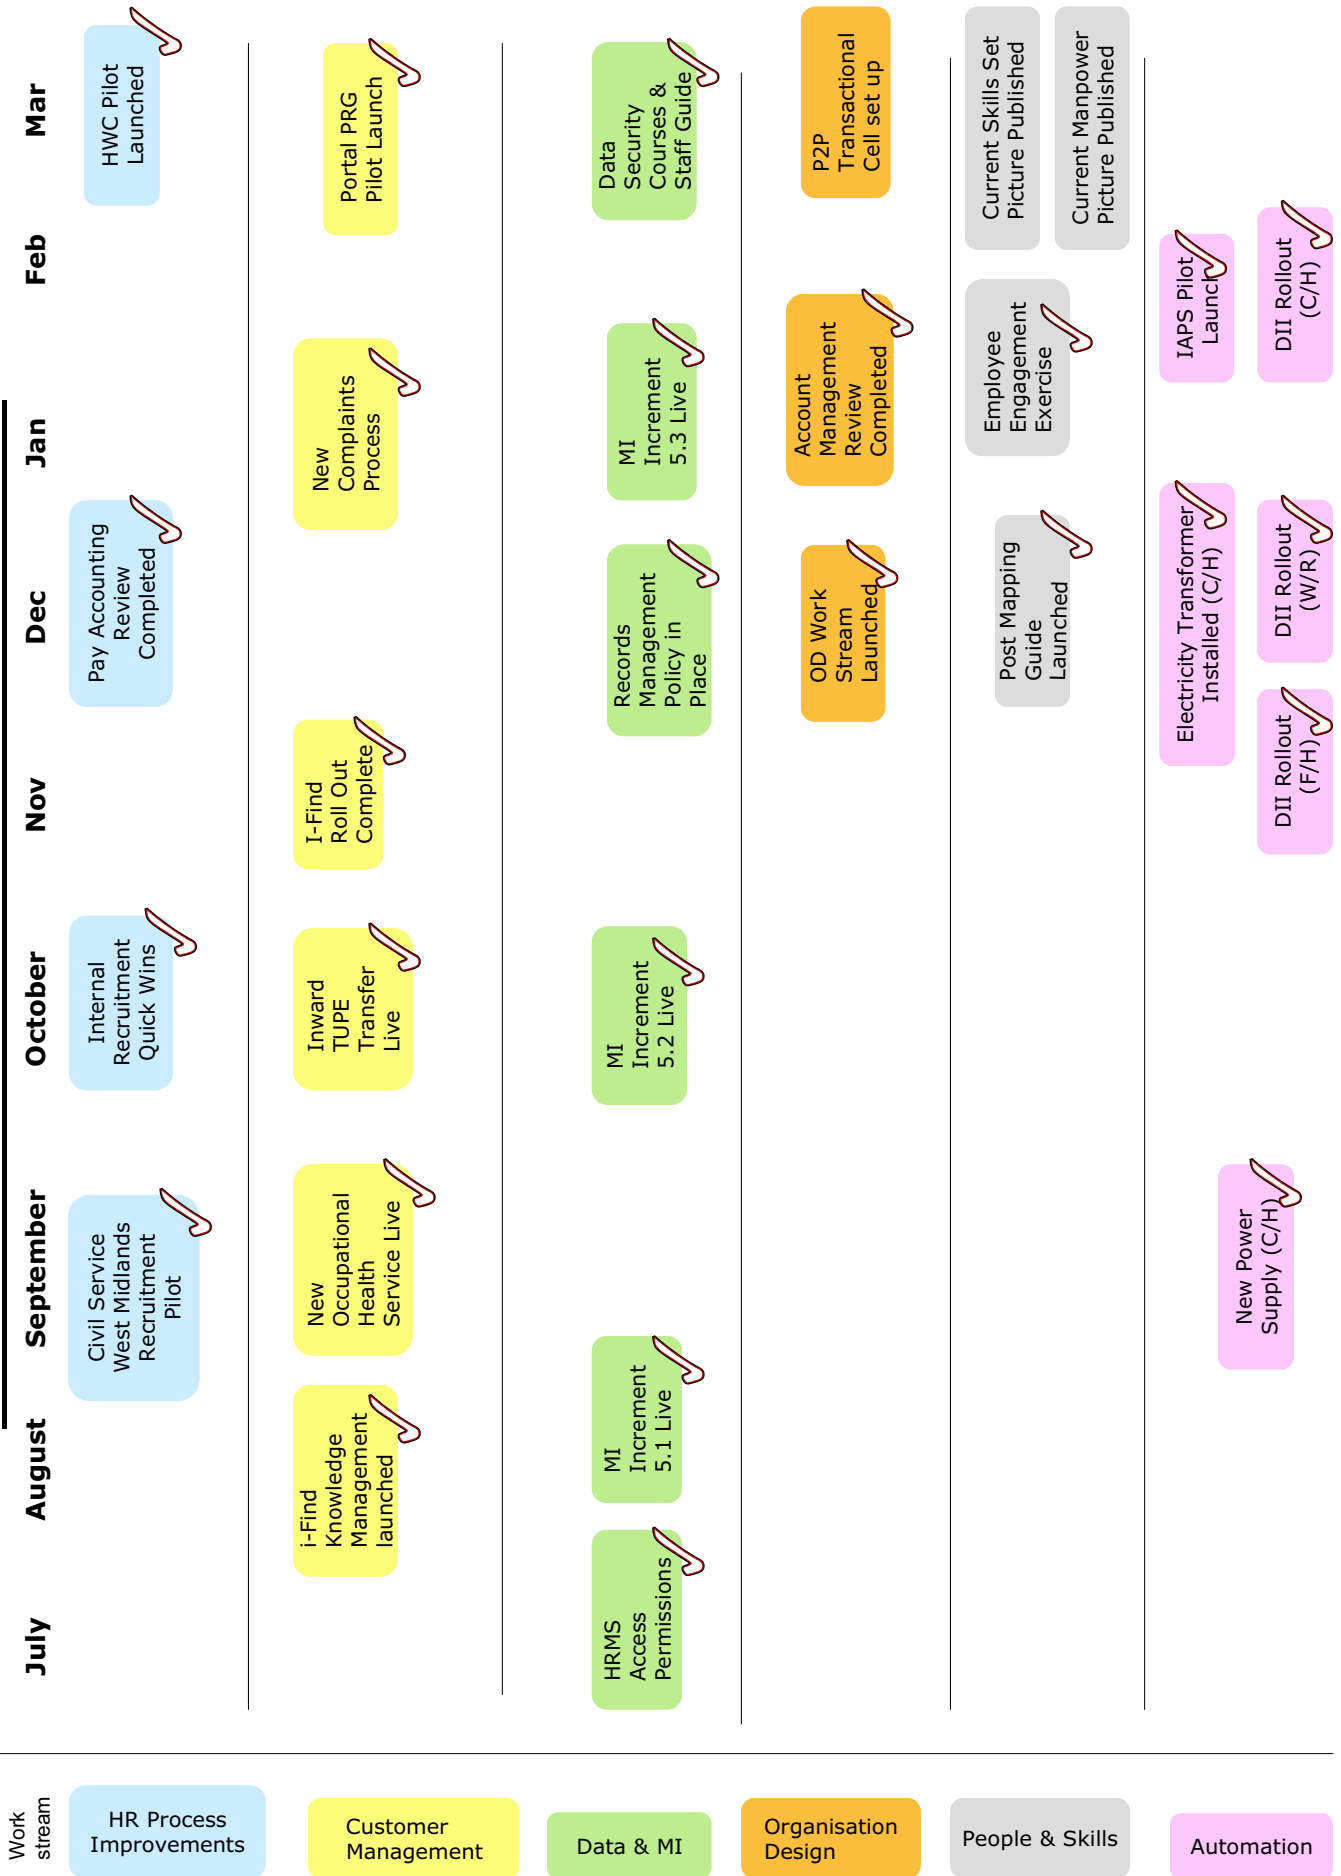 Work
stream
July
August
September
October
Nov
Dec
Jan
Feb
Mar
HR Process
Improvements
Civil Service
West Midlands
Recruitment
Pilot
Internal
Recruitment
Quick Wins
Pay Accounting
Review
Completed
HWC Pilot
Launched
Customer
Management
i-Find
Knowledge
Management
launched
New
Occupational
Health
Service Live
Inward
TUPE
Transfer
Live
I-Find
Roll Out
Complete
New
Complaints
Process
Portal PRG
Pilot Launch
Data & MI
HRMS
Access
Permissions
MI
Increment
5.1 Live
MI
Increment
5.2 Live
Records
Management
Policy in
Place
MI
Increment
5.3 Live
Data
Security
Courses &
Staff Guide
Organisation
Design
OD Work
Stream
Launched
Account
Management
Review
Completed
P2P
Transactional
Cell set up
People & Skills
Post Mapping
Guide
Launched
Employee
Engagement
Exercise
Current Skills Set
Picture Published
Current Manpower
Picture Published
Automation
New Power
Supply (C/H)
Electricity Transformer
Installed (C/H)
DII Rollout
(F/H)
DII Rollout
(W/R)
IAPS Pilot
Launch
DII Rollout
(C/H)